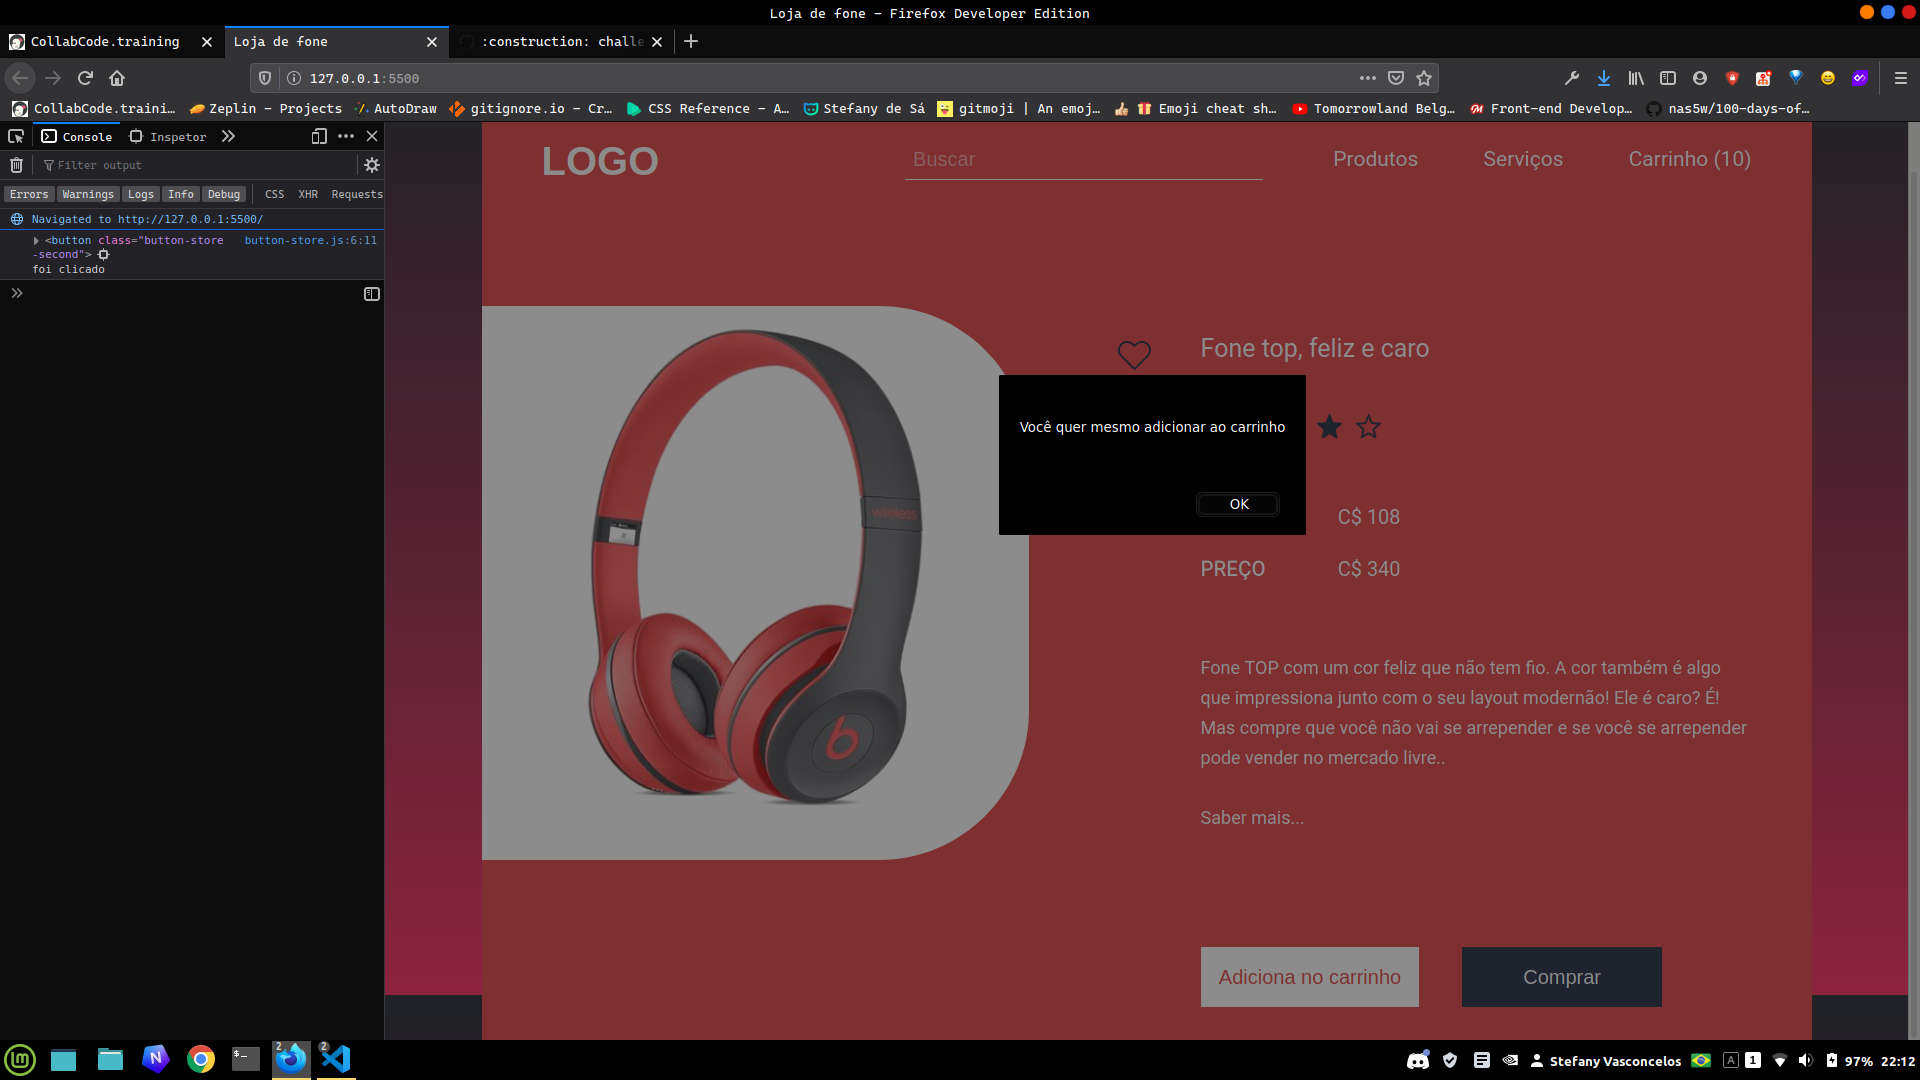 Loja de fone - Firefox Developer Edition
CollabCode.training
Loja de fone
:construction: challe
127.0.0.1:5500
CollabCode.traini…
Zeplin - Projects
AutoDraw
gitignore.io - Cr…
CSS Reference - A…
Stefany de Sá
gitmoji | An emoj…
Emoji cheat sh…
Tomorrowland Belg…
Front-end Develop…
nas5w/100-days-of…
Console
Inspetor
Filter output
Errors Warnings Logs Info Debug CSS XHR Requests
Navigated to http://127.0.0.1:5500/
<button class="button-store button-store.js:6:11
-second">
foi clicado
LOGO
Buscar
Produtos
Serviços
Carrinho (10)
wireless
b
Fone top, feliz e caro
Você quer mesmo adicionar ao carrinho
OK
C$ 108
PREÇO C$ 340
Fone TOP com um cor feliz que não tem fio. A cor também é algo
que impressiona junto com o seu layout modernão! Ele é caro? É!
Mas compre que você não vai se arrepender e se você se arrepender
pode vender no mercado livre..
Saber mais...
Adiciona no carrinho
Comprar
2
2
Stefany Vasconcelos
A
1
97%
22:12